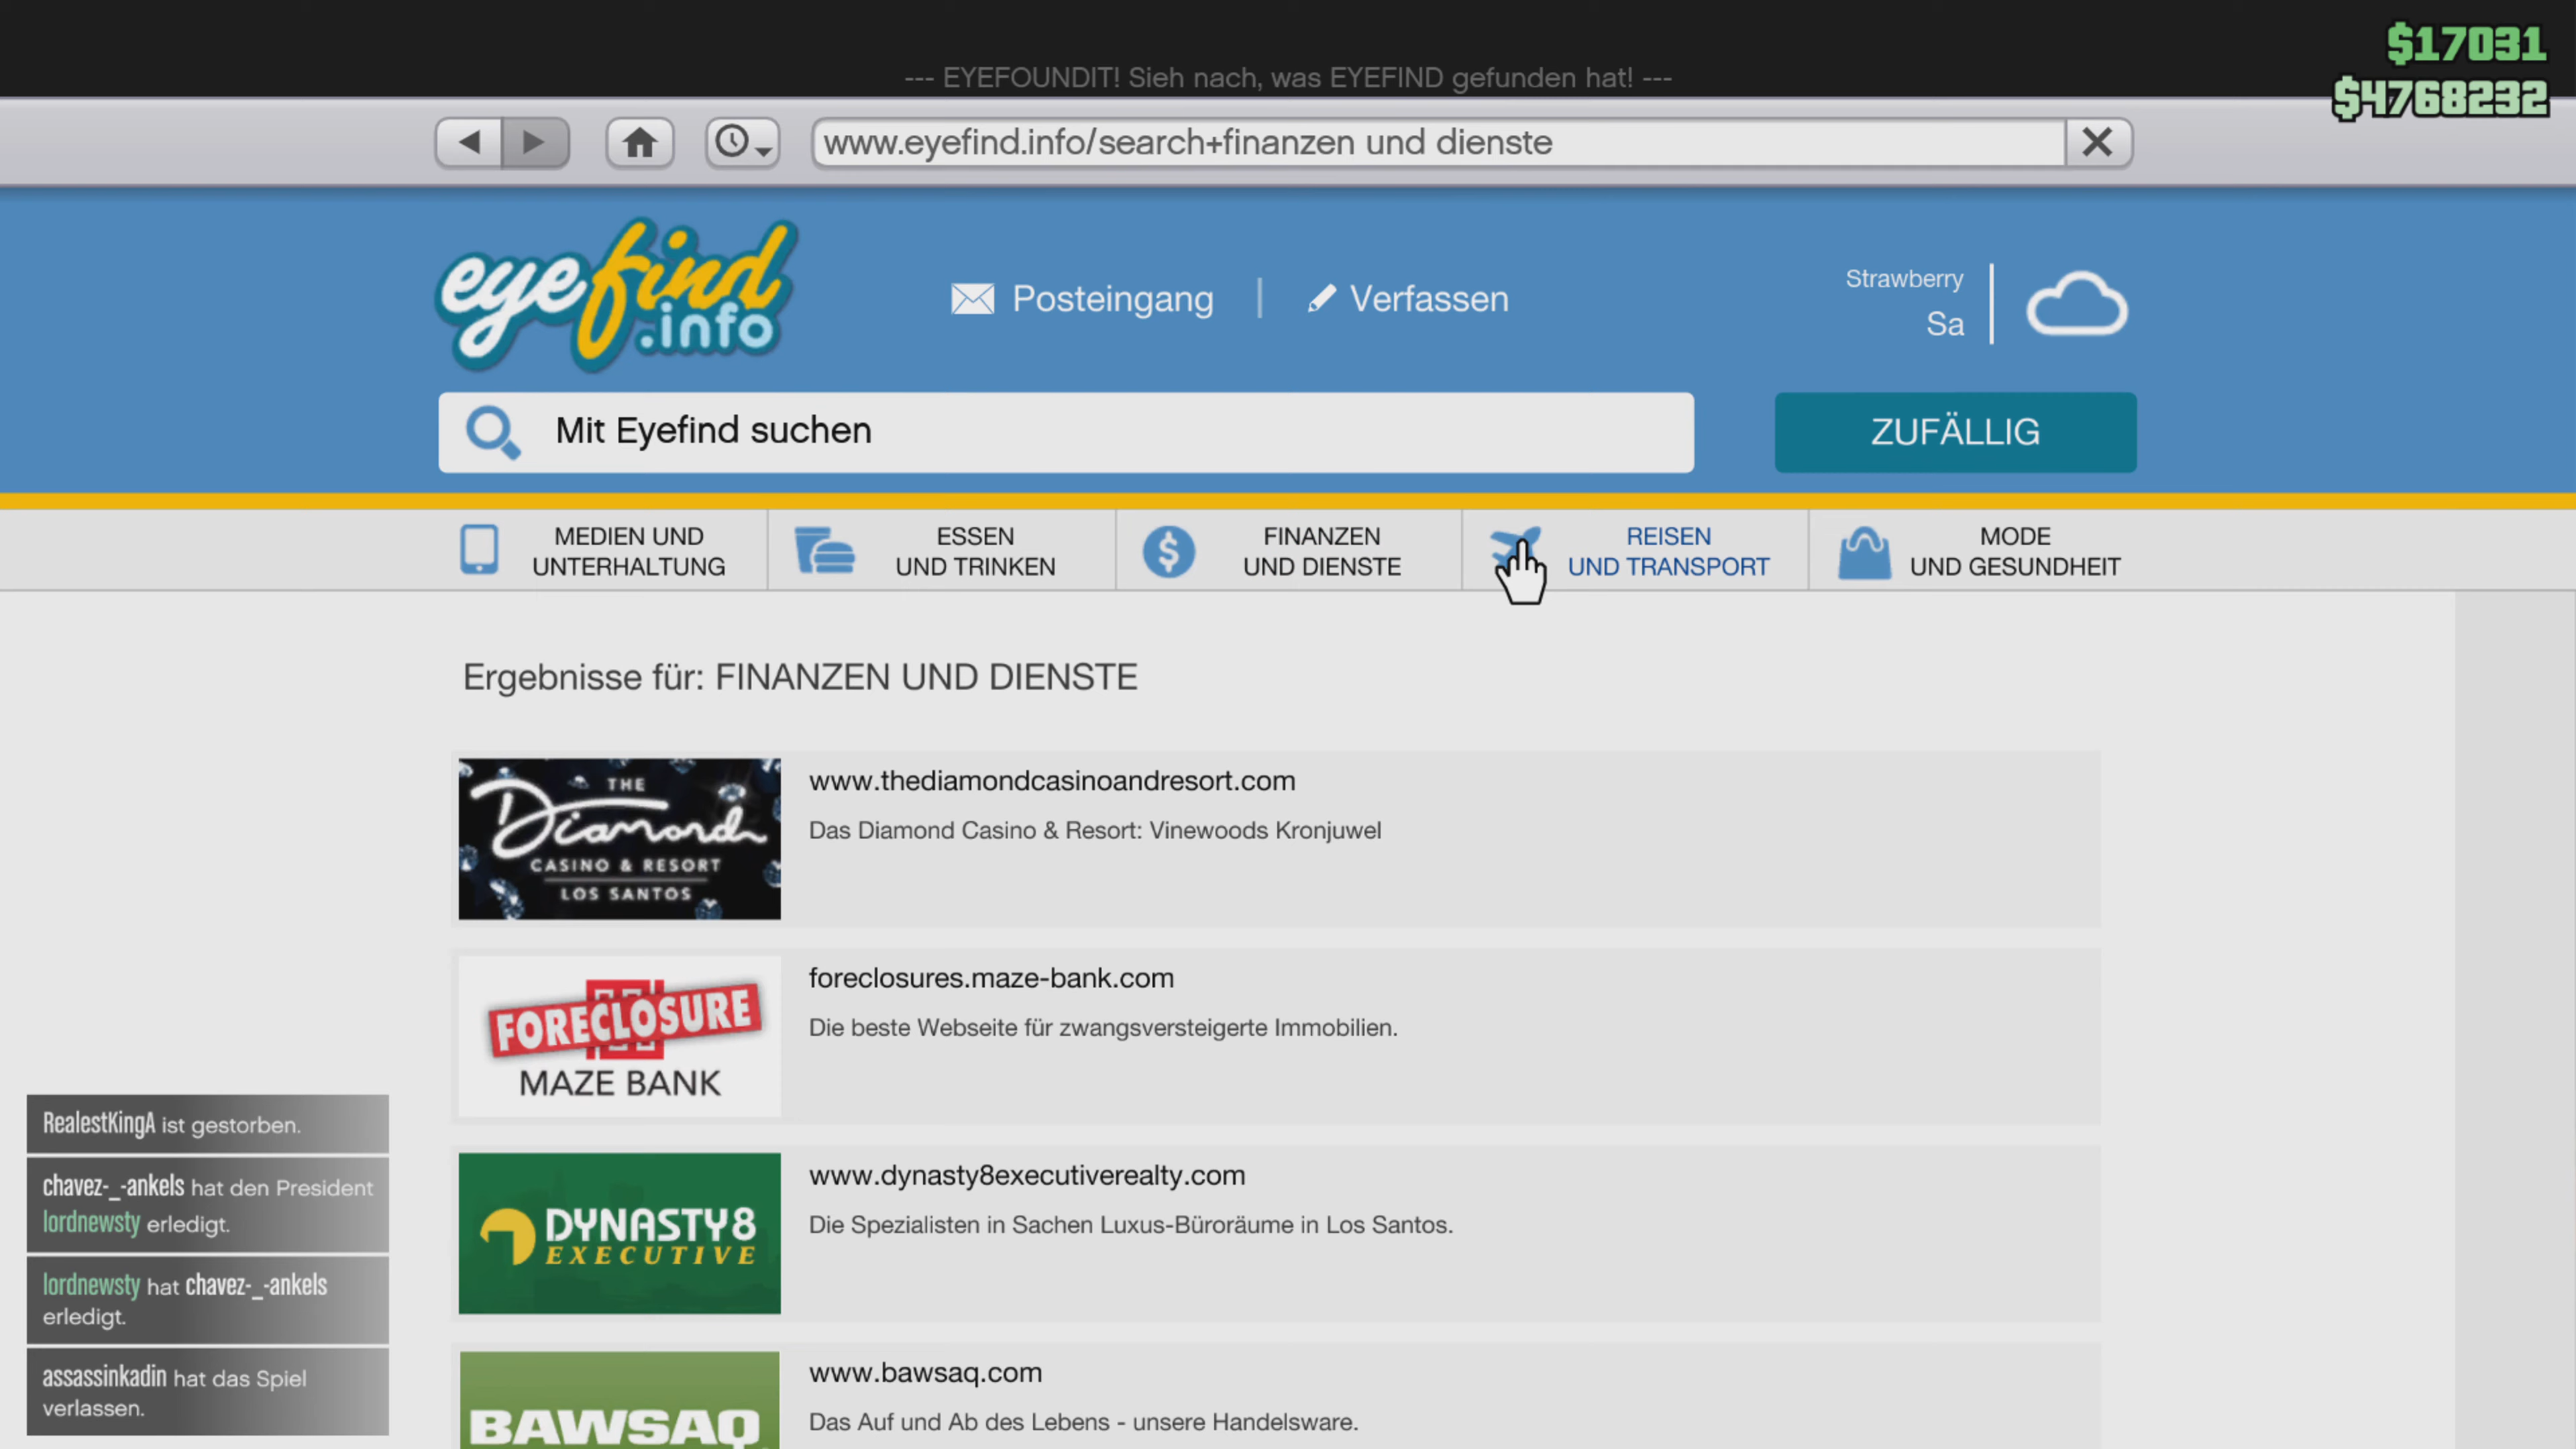 $17031
$4768232
--- EYEFOUNDIT! Sieh nach, was EYEFIND gefunden hat! ---
www.eyefind.info/search+finanzen und dienste
eyefind
.info
Posteingang
Verfassen
Strawberry
Sa
Mit Eyefind suchen
ZUFÄLLIG
MEDIEN UND
UNTERHALTUNG
ESSEN
UND TRINKEN
FINANZEN
UND DIENSTE
REISEN
UND TRANSPORT
MODE
UND GESUNDHEIT
Ergebnisse für: FINANZEN UND DIENSTE
THE
Diamond
CASINO & RESORT
LOS SANTOS
www.thediamondcasinoandresort.com
Das Diamond Casino & Resort: Vinewoods Kronjuwel
FORECLOSURE
MAZE BANK
foreclosures.maze-bank.com
Die beste Webseite für zwangsversteigerte Immobilien.
DYNASTY8
EXECUTIVE
www.dynasty8executiverealty.com
Die Spezialisten in Sachen Luxus-Büroräume in Los Santos.
BAWSAQ
www.bawsaq.com
Das Auf und Ab des Lebens - unsere Handelsware.
RealestKingA ist gestorben.
chavez-_-ankels hat den President
lordnewsty erledigt.
lordnewsty hat chavez-_-ankels
erledigt.
assassinkadin hat das Spiel
verlassen.